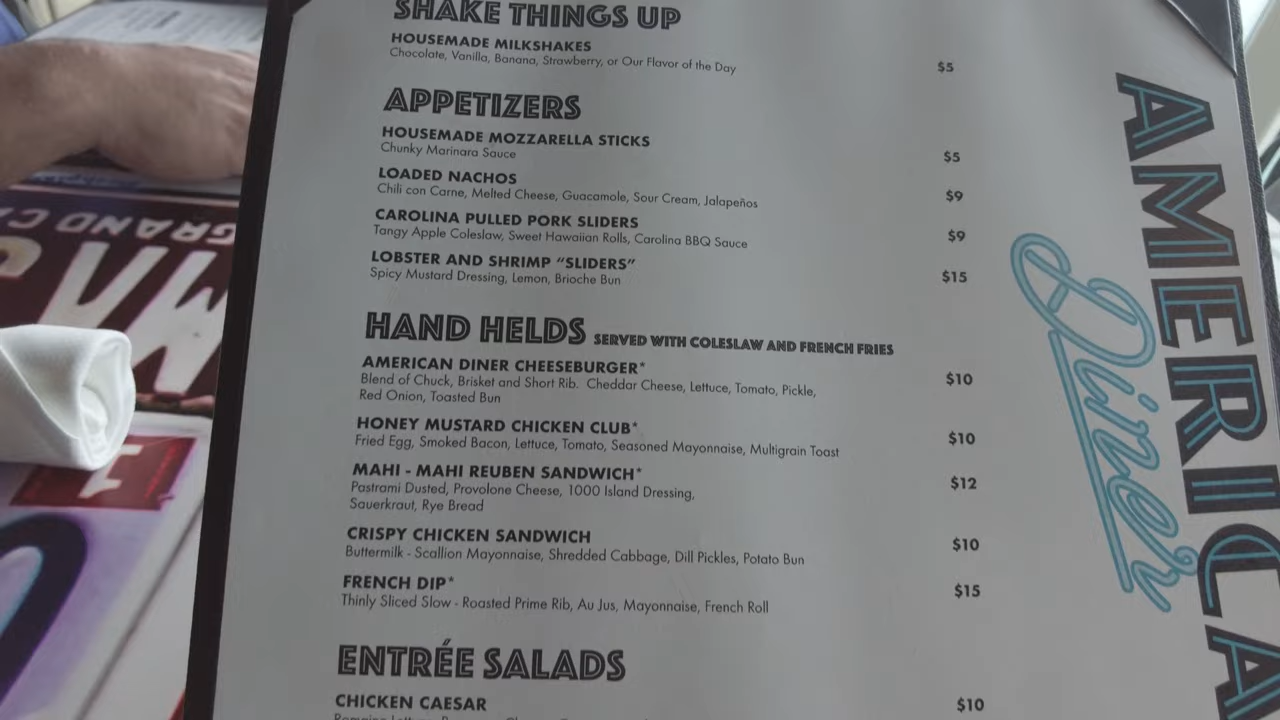 SHAKE THINGS UP
HOUSEMADE MILKSHAKES
Chocolate, Vanilla, Banana, Strawberry, or Our Flavor of the Day $5
APPETIZERS
HOUSEMADE MOZZARELLA STICKS
Chunky Marinara Sauce $5
LOADED NACHOS
Chili con Carne, Melted Cheese, Guacamole, Sour Cream, Jalapeños $9
CAROLINA PULLED PORK SLIDERS
Tangy Apple Coleslaw, Sweet Hawaiian Rolls, Carolina BBQ Sauce $9
LOBSTER AND SHRIMP “SLIDERS”
Spicy Mustard Dressing, Lemon, Brioche Bun $15
HAND HELDS SERVED WITH COLESLAW AND FRENCH FRIES
AMERICAN DINER CHEESEBURGER*
Blend of Chuck, Brisket and Short Rib. Cheddar Cheese, Lettuce, Tomato, Pickle, $10
Red Onion, Toasted Bun
HONEY MUSTARD CHICKEN CLUB*
Fried Egg, Smoked Bacon, Lettuce, Tomato, Seasoned Mayonnaise, Multigrain Toast $10
MAHI - MAHI REUBEN SANDWICH*
Pastrami Dusted, Provolone Cheese, 1000 Island Dressing, $12
Sauerkraut, Rye Bread
CRISPY CHICKEN SANDWICH
Buttermilk - Scallion Mayonnaise, Shredded Cabbage, Dill Pickles, Potato Bun $10
FRENCH DIP*
Thinly Sliced Slow - Roasted Prime Rib, Au Jus, Mayonnaise, French Roll $15
ENTRÉE SALADS
CHICKEN CAESAR $10
AMERICA
Diner
GRAND